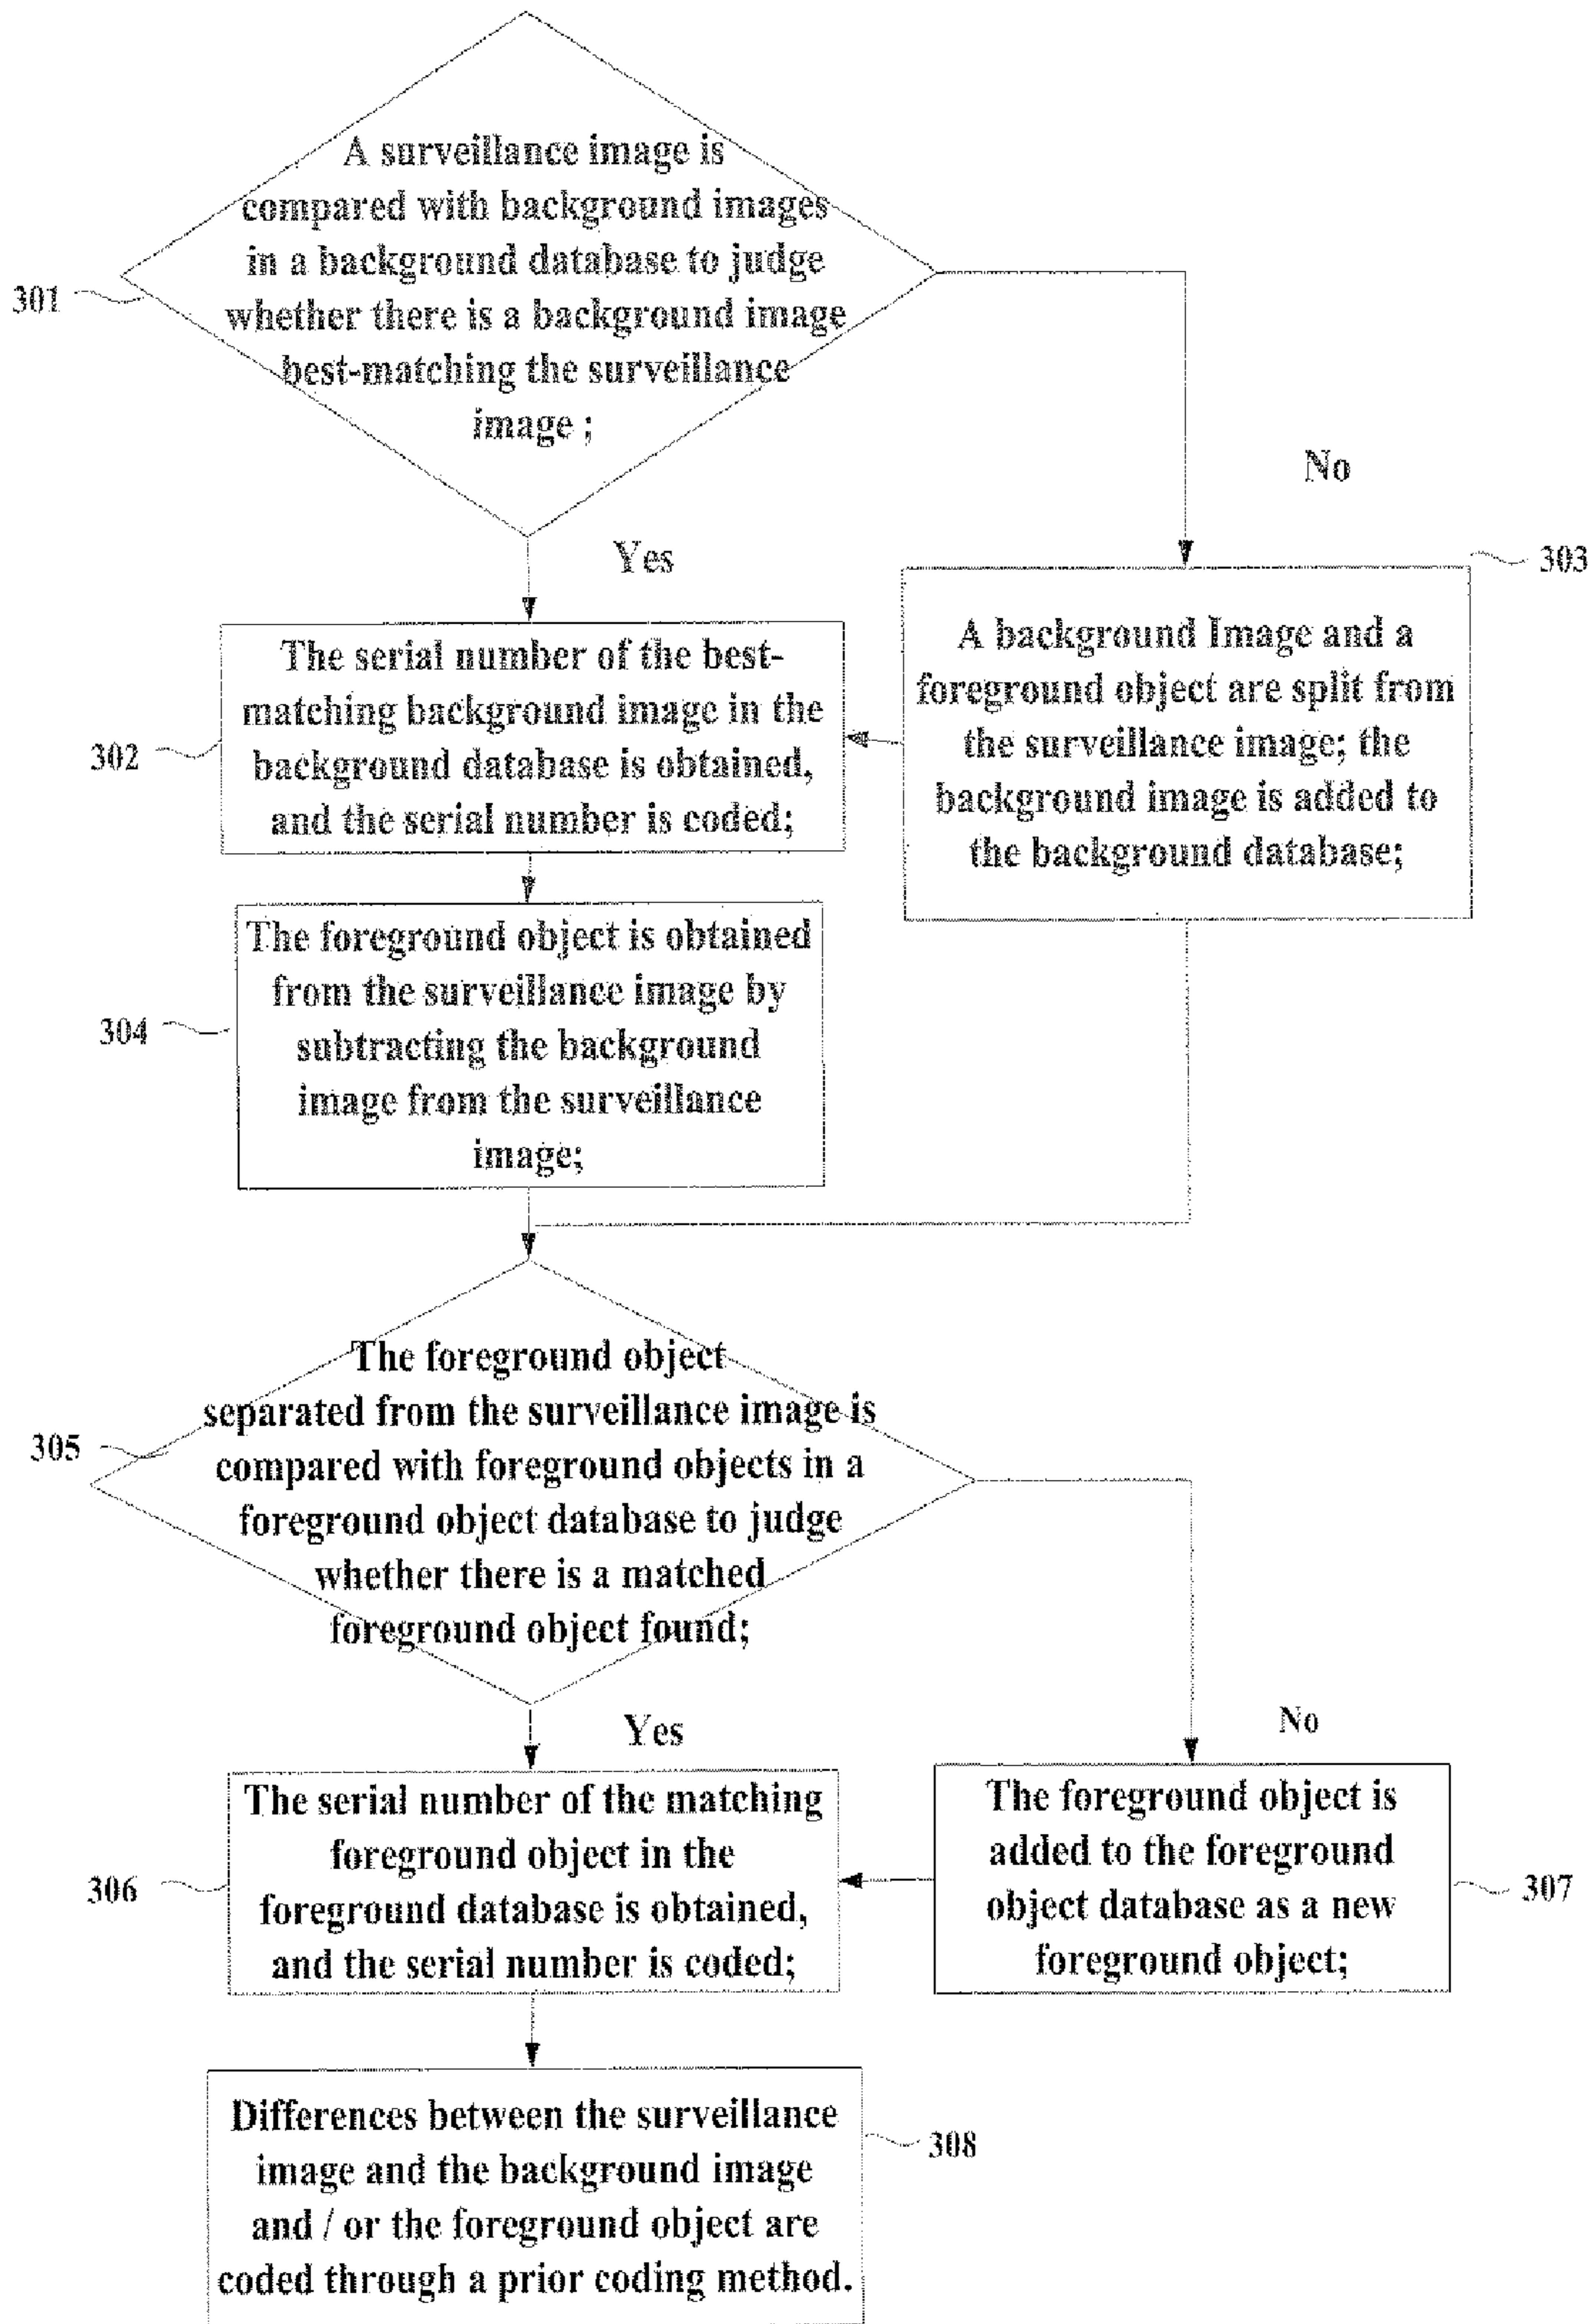 A surveillance image is
compared with background images
in a background database to judge
whether there is a background image
best-matching the surveillance
image ;
301
No
Yes
303
The serial number of the best-
matching background image in the
background database is obtained,
and the serial number is coded;
302
A background Image and a
foreground object are split from
the surveillance image; the
background image is added to
the background database;
The foreground object is obtained
from the surveillance image by
subtracting the background
image from the surveillance
image;
304
The foreground object
separated from the surveillance image is
compared with foreground objects in a
foreground object database to judge
whether there is a matched
foreground object found;
305
Yes
No
The serial number of the matching
foreground object in the
foreground database is obtained,
and the serial number is coded;
306
The foreground object is
added to the foreground
object database as a new
foreground object;
307
Differences between the surveillance
image and the background image
and / or the foreground object are
coded through a prior coding method.
308